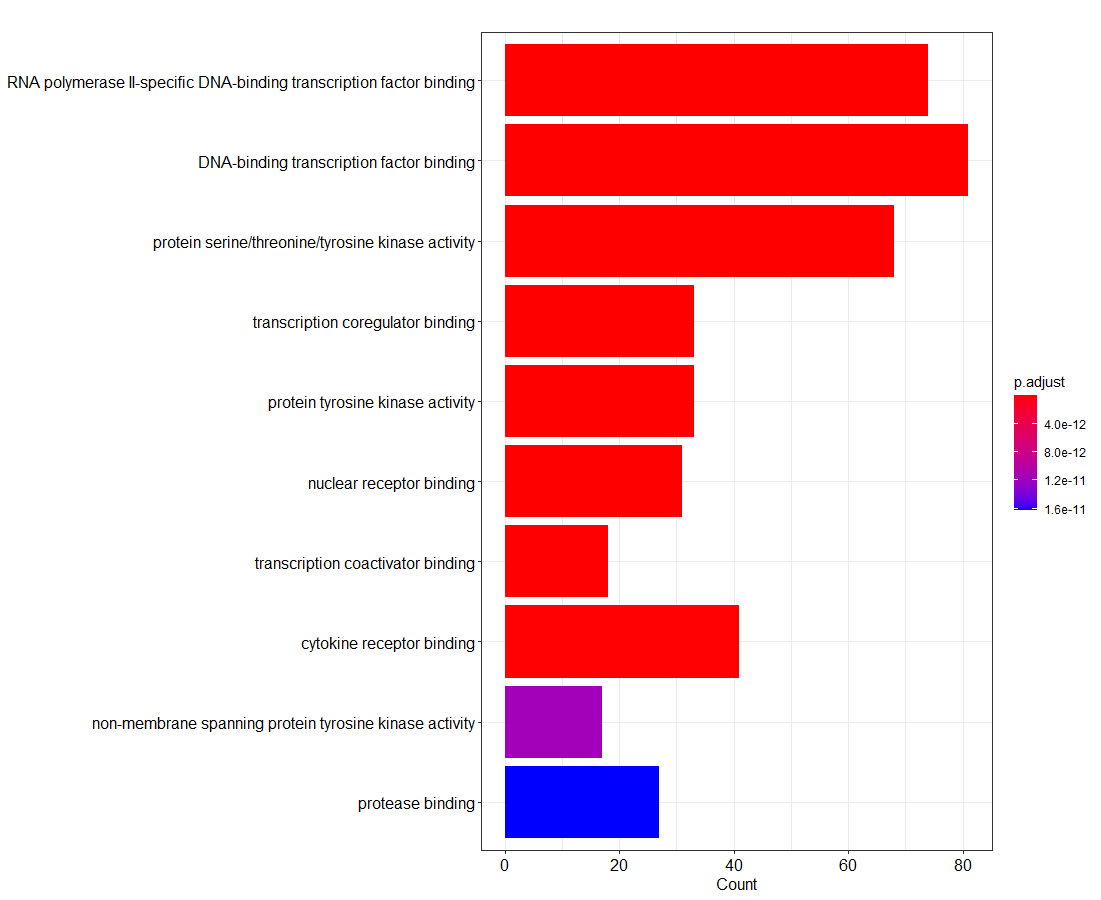 RNA polymerase II-specific DNA-binding transcription factor binding
DNA-binding transcription factor binding
protein serine/threonine/tyrosine kinase activity
transcription coregulator binding
protein tyrosine kinase activity
nuclear receptor binding
transcription coactivator binding
cytokine receptor binding
non-membrane spanning protein tyrosine kinase activity
protease binding
0 20 40 60 80
Count
p.adjust
4.0e-12
8.0e-12
1.2e-11
1.6e-11